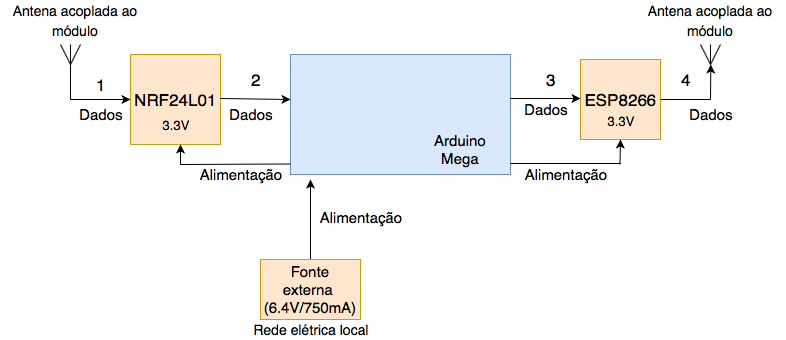 Antena acoplada ao
módulo
1
Dados
NRF24L01
3.3V
2
Dados
Alimentação
Arduino
Mega
3
Dados
Alimentação
ESP8266
3.3V
4
Dados
Antena acoplada ao
módulo
Alimentação
Fonte
externa
(6.4V/750mA)
Rede elétrica local